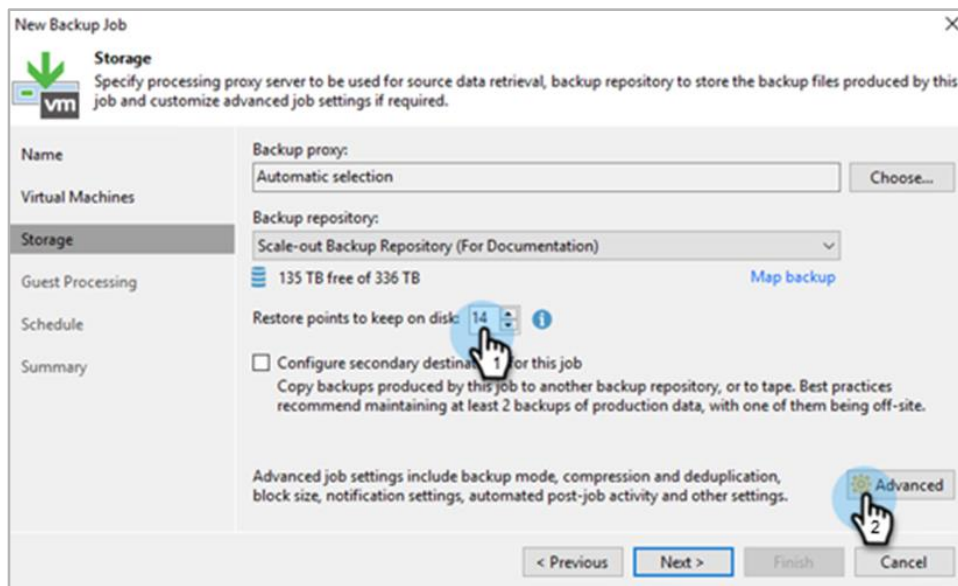 New Backup Job
Storage
Specify processing proxy server to be used for source data retrieval, backup repository to store the backup files produced by this
job and customize advanced job settings if required.
vm
Name
Virtual Machines
Storage
Guest Processing
Schedule
Summary
Backup proxy:
Automatic selection
Choose...
Backup repository:
Scale-out Backup Repository (For Documentation)
135 TB free of 336 TB
Map backup
Restore points to keep on disk: 14
1
Configure secondary destinat for this job
Copy backups produced by this job to another backup repository, or to tape. Best practices
recommend maintaining at least 2 backups of production data, with one of them being off-site.
Advanced job settings include backup mode, compression and deduplication,
block size, notification settings, automated post-job activity and other settings.
Advanced
2
< Previous
Next >
Finish
Cancel